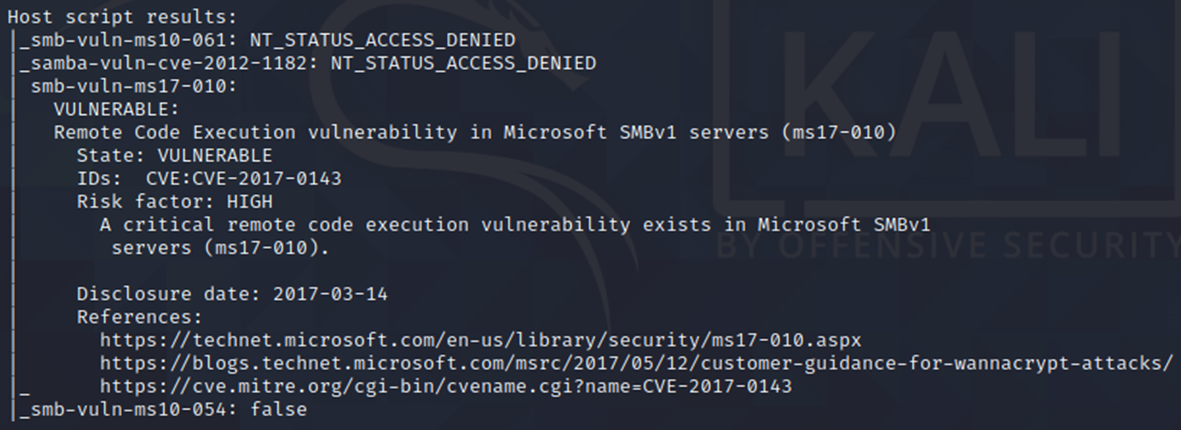 Host script results:
|_smb-vuln-ms10-061: NT_STATUS_ACCESS_DENIED
|_samba-vuln-cve-2012-1182: NT_STATUS_ACCESS_DENIED
| smb-vuln-ms17-010:
|   VULNERABLE:
|   Remote Code Execution vulnerability in Microsoft SMBv1 servers (ms17-010)
|     State: VULNERABLE
|     IDs:  CVE:CVE-2017-0143
|     Risk factor: HIGH
|       A critical remote code execution vulnerability exists in Microsoft SMBv1
|        servers (ms17-010).
|
|     Disclosure date: 2017-03-14
|     References:
|       https://technet.microsoft.com/en-us/library/security/ms17-010.aspx
|       https://blogs.technet.microsoft.com/msrc/2017/05/12/customer-guidance-for-wannacrypt-attacks/
|_      https://cve.mitre.org/cgi-bin/cvename.cgi?name=CVE-2017-0143
|_smb-vuln-ms10-054: false
KALI
BY OFFENSIVE SECURITY